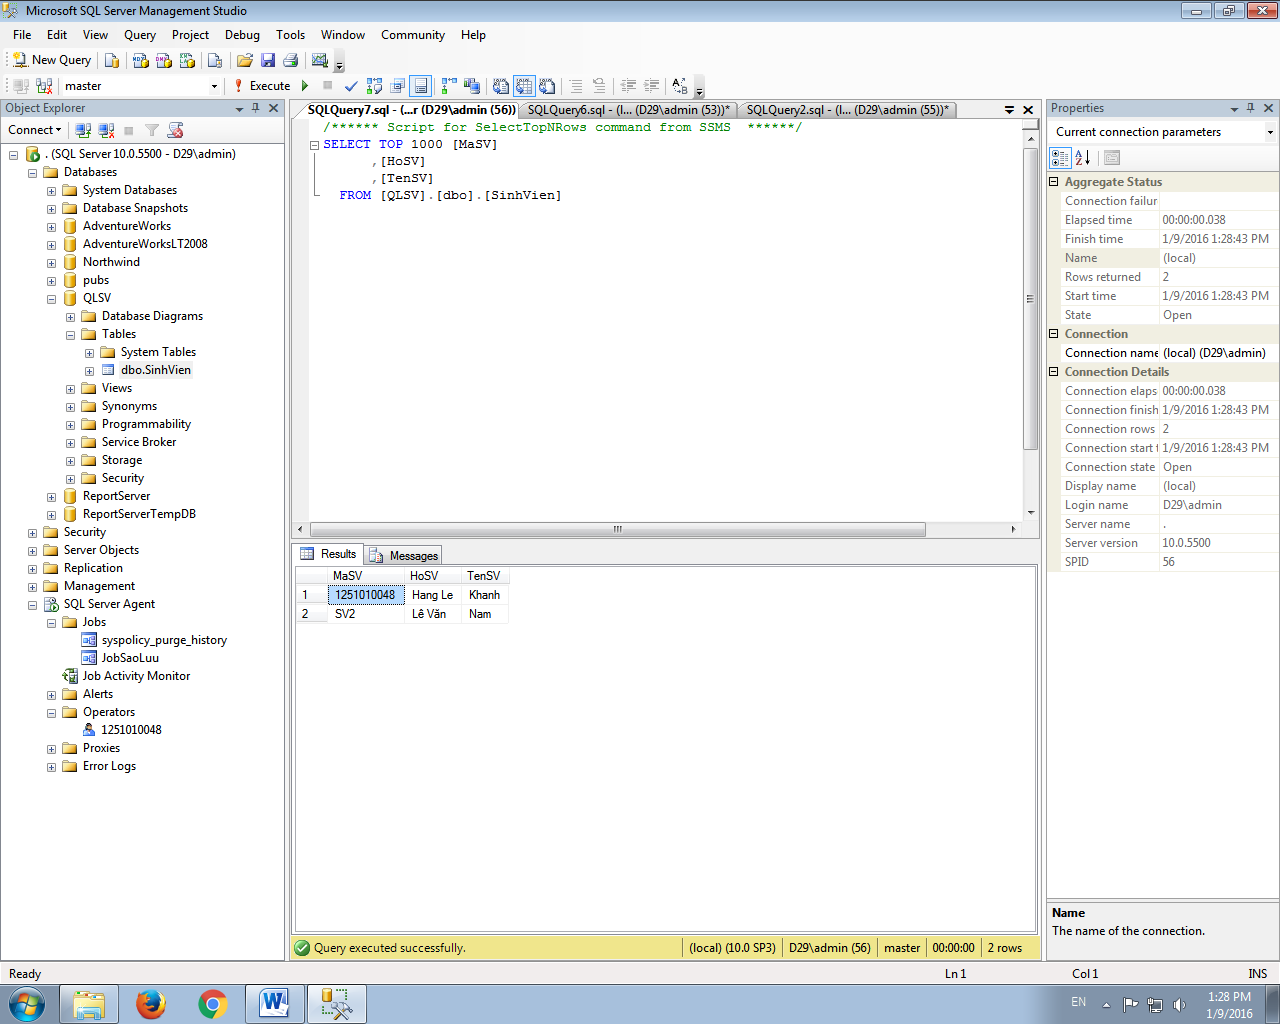 Microsoft SQL Server Management Studio
File Edit View Query Project Debug Tools Window Community Help
New Query
master Execute
Object Explorer
Connect
. (SQL Server 10.0.5500 - D29\admin)
Databases
System Databases
Database Snapshots
AdventureWorks
AdventureWorksLT2008
Northwind
pubs
QLSV
Database Diagrams
Tables
System Tables
dbo.SinhVien
Views
Synonyms
Programmability
Service Broker
Storage
Security
ReportServer
ReportServerTempDB
Security
Server Objects
Replication
Management
SQL Server Agent
Jobs
syspolicy_purge_history
JobSaoLuu
Job Activity Monitor
Alerts
Operators
1251010048
Proxies
Error Logs
SQLQuery7.sql - (...r (D29\admin (56)) SQLQuery6.sql - (l... (D29\admin (53))* SQLQuery2.sql - (l... (D29\admin (55))*
/****** Script for SelectTopNRows command from SSMS ******/
SELECT TOP 1000 [MaSV]
,[HoSV]
,[TenSV]
FROM [QLSV].[dbo].[SinhVien]
Results Messages
MaSV HoSV TenSV
1 1251010048 Hang Le Khanh
2 SV2 Lê Văn Nam
Query executed successfully. (local) (10.0 SP3) D29\admin (56) master 00:00:00 2 rows
Properties
Current connection parameters
Aggregate Status
Connection failur
Elapsed time 00:00:00.038
Finish time 1/9/2016 1:28:43 PM
Name (local)
Rows returned 2
Start time 1/9/2016 1:28:43 PM
State Open
Connection
Connection name (local) (D29\admin)
Connection Details
Connection elaps 00:00:00.038
Connection finish 1/9/2016 1:28:43 PM
Connection rows 2
Connection start t 1/9/2016 1:28:43 PM
Connection state Open
Display name (local)
Login name D29\admin
Server name .
Server version 10.0.5500
SPID 56
Name
The name of the connection.
Ready Ln 1 Col 1 INS
EN
1:28 PM
1/9/2016